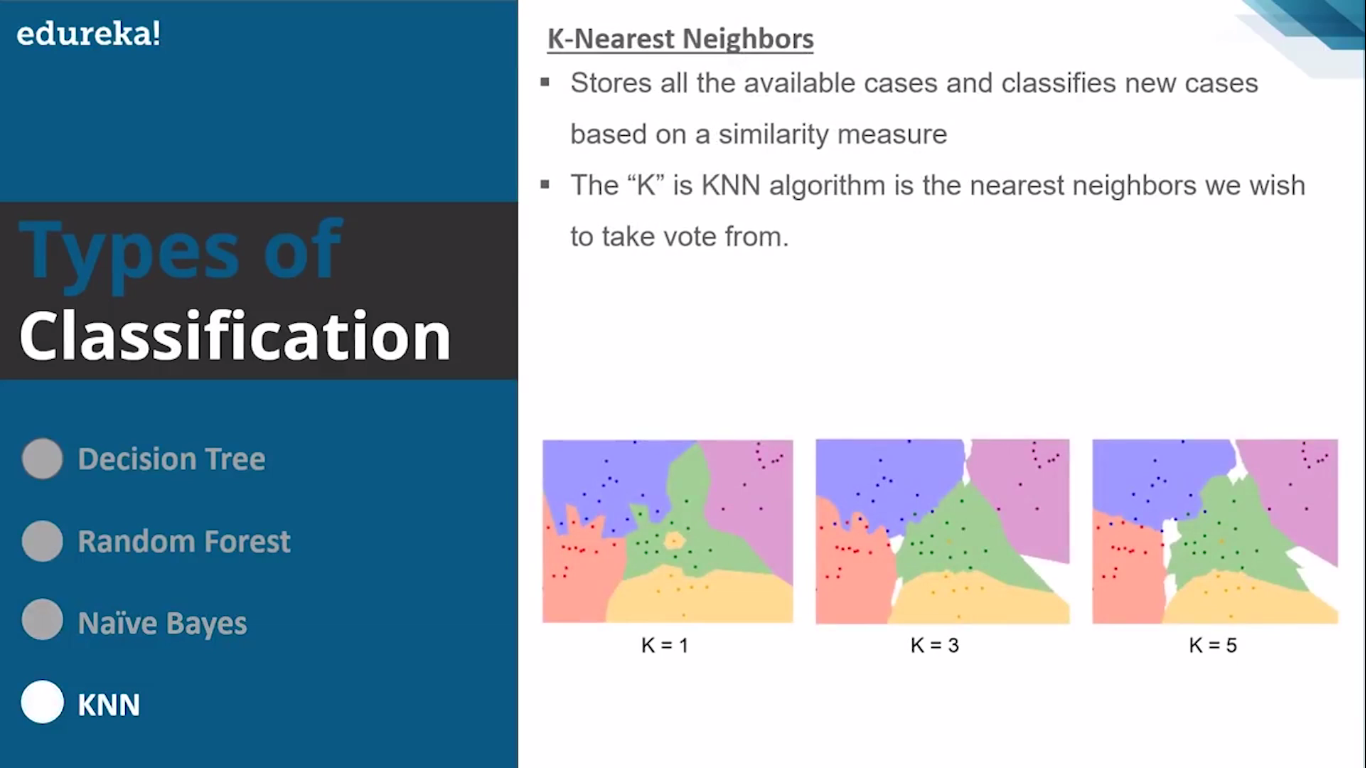 edureka!
Types of
Classification
Decision Tree
Random Forest
Naïve Bayes
KNN
K-Nearest Neighbors
▪ Stores all the available cases and classifies new cases
based on a similarity measure
▪ The “K” is KNN algorithm is the nearest neighbors we wish
to take vote from.
K = 1
K = 3
K = 5